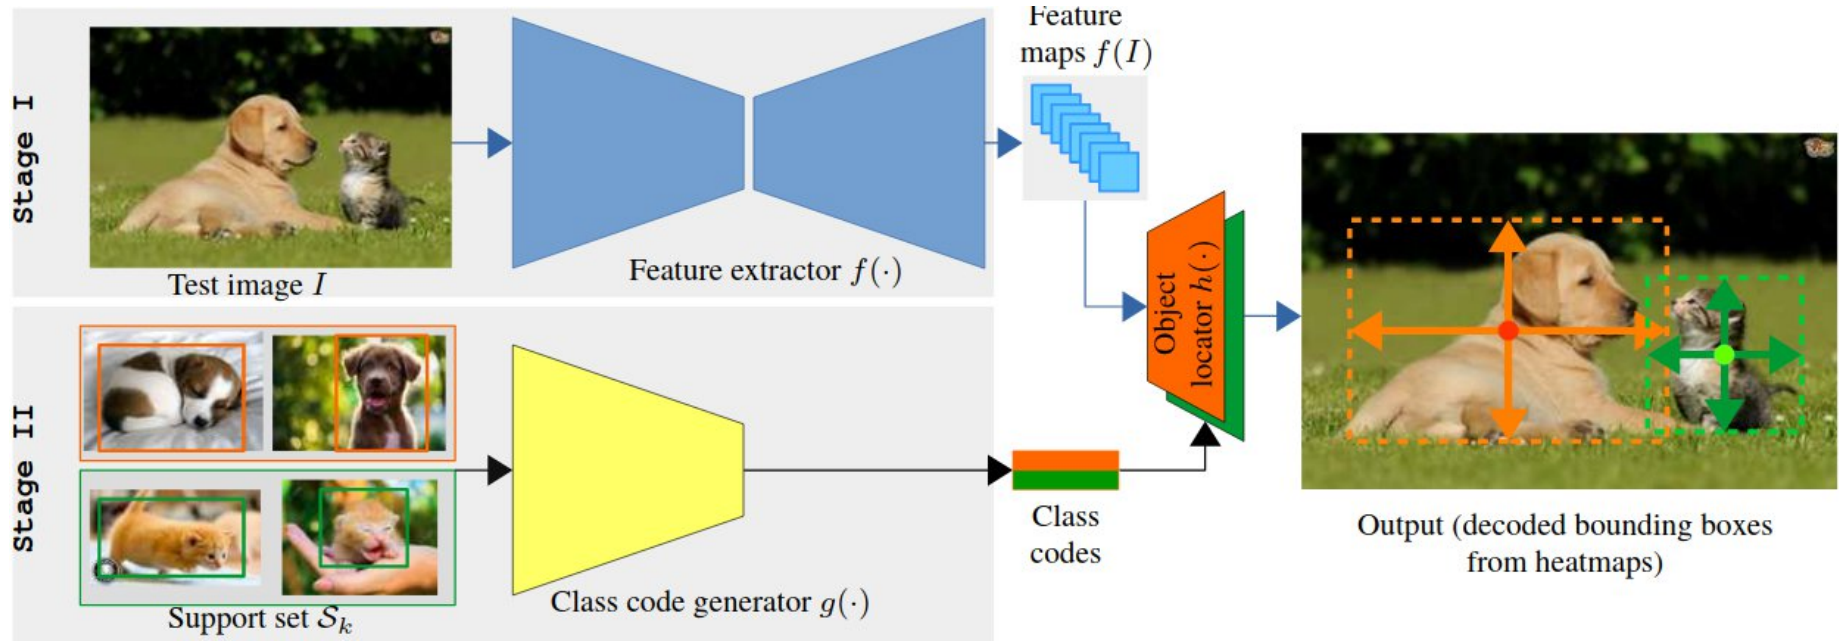 Stage I
Test image I
Feature extractor f(·)
Feature
maps f(I)
Object
locator h(·)
Stage II
Support set 𝒮ₖ
Class code generator g(·)
Class
codes
Output (decoded bounding boxes
from heatmaps)